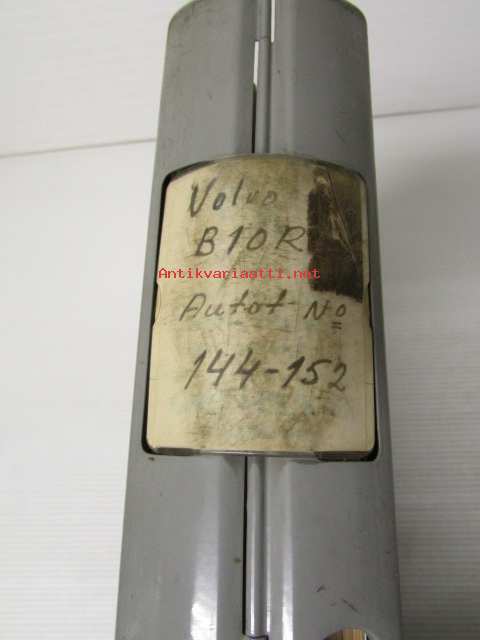 Volvo
B10R
Antikvariaatti.net
Autot No
144-152